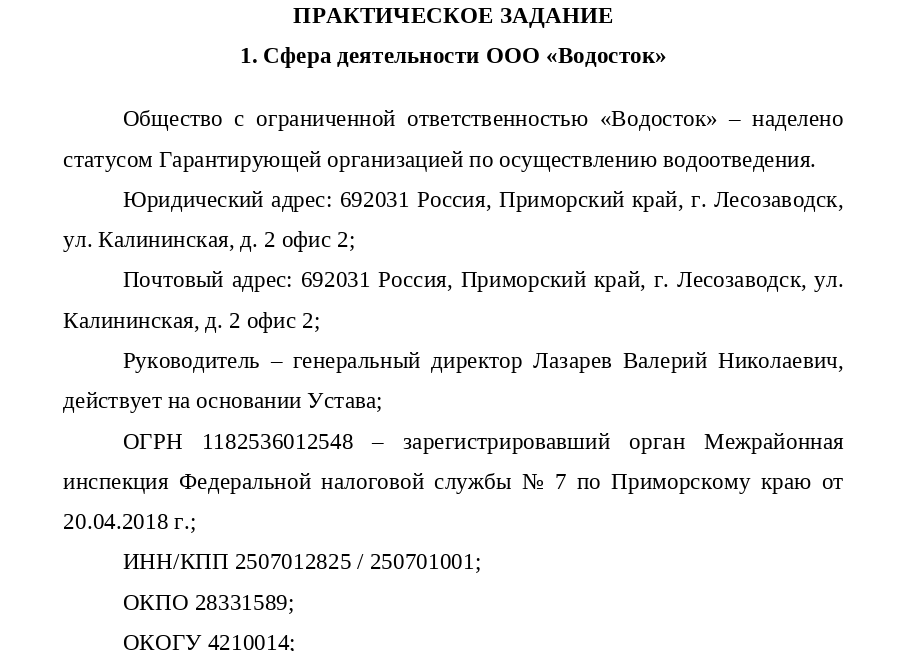 ПРАКТИЧЕСКОЕ ЗАДАНИЕ
1. Сфера деятельности ООО «Водосток»
Общество с ограниченной ответственностью «Водосток» – наделено
статусом Гарантирующей организацией по осуществлению водоотведения.
Юридический адрес: 692031 Россия, Приморский край, г. Лесозаводск,
ул. Калининская, д. 2 офис 2;
Почтовый адрес: 692031 Россия, Приморский край, г. Лесозаводск, ул.
Калининская, д. 2 офис 2;
Руководитель – генеральный директор Лазарев Валерий Николаевич,
действует на основании Устава;
ОГРН 1182536012548 – зарегистрировавший орган Межрайонная
инспекция Федеральной налоговой службы № 7 по Приморскому краю от
20.04.2018 г.;
ИНН/КПП 2507012825 / 250701001;
ОКПО 28331589;
ОКОГУ 4210014;